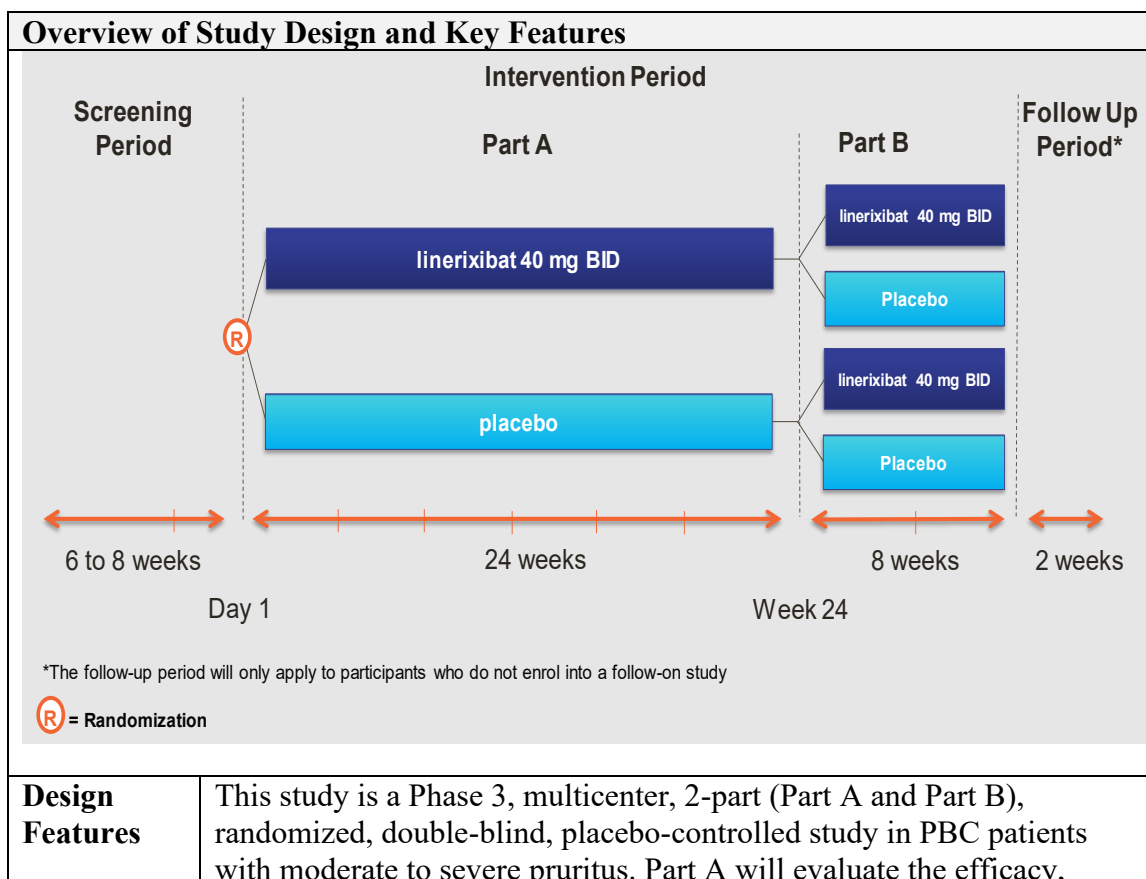 Overview of Study Design and Key Features
Intervention Period
Screening
Period
Part A
Part B
Follow Up
Period*
linerixibat 40 mg BID
linerixibat 40 mg BID
Placebo
R
linerixibat 40 mg BID
placebo
Placebo
6 to 8 weeks
24 weeks
8 weeks
2 weeks
Day 1
Week 24
*The follow-up period will only apply to participants who do not enrol into a follow-on study
R = Randomization
Design
Features
This study is a Phase 3, multicenter, 2-part (Part A and Part B),
randomized, double-blind, placebo-controlled study in PBC patients
with moderate to severe pruritus. Part A will evaluate the efficacy,